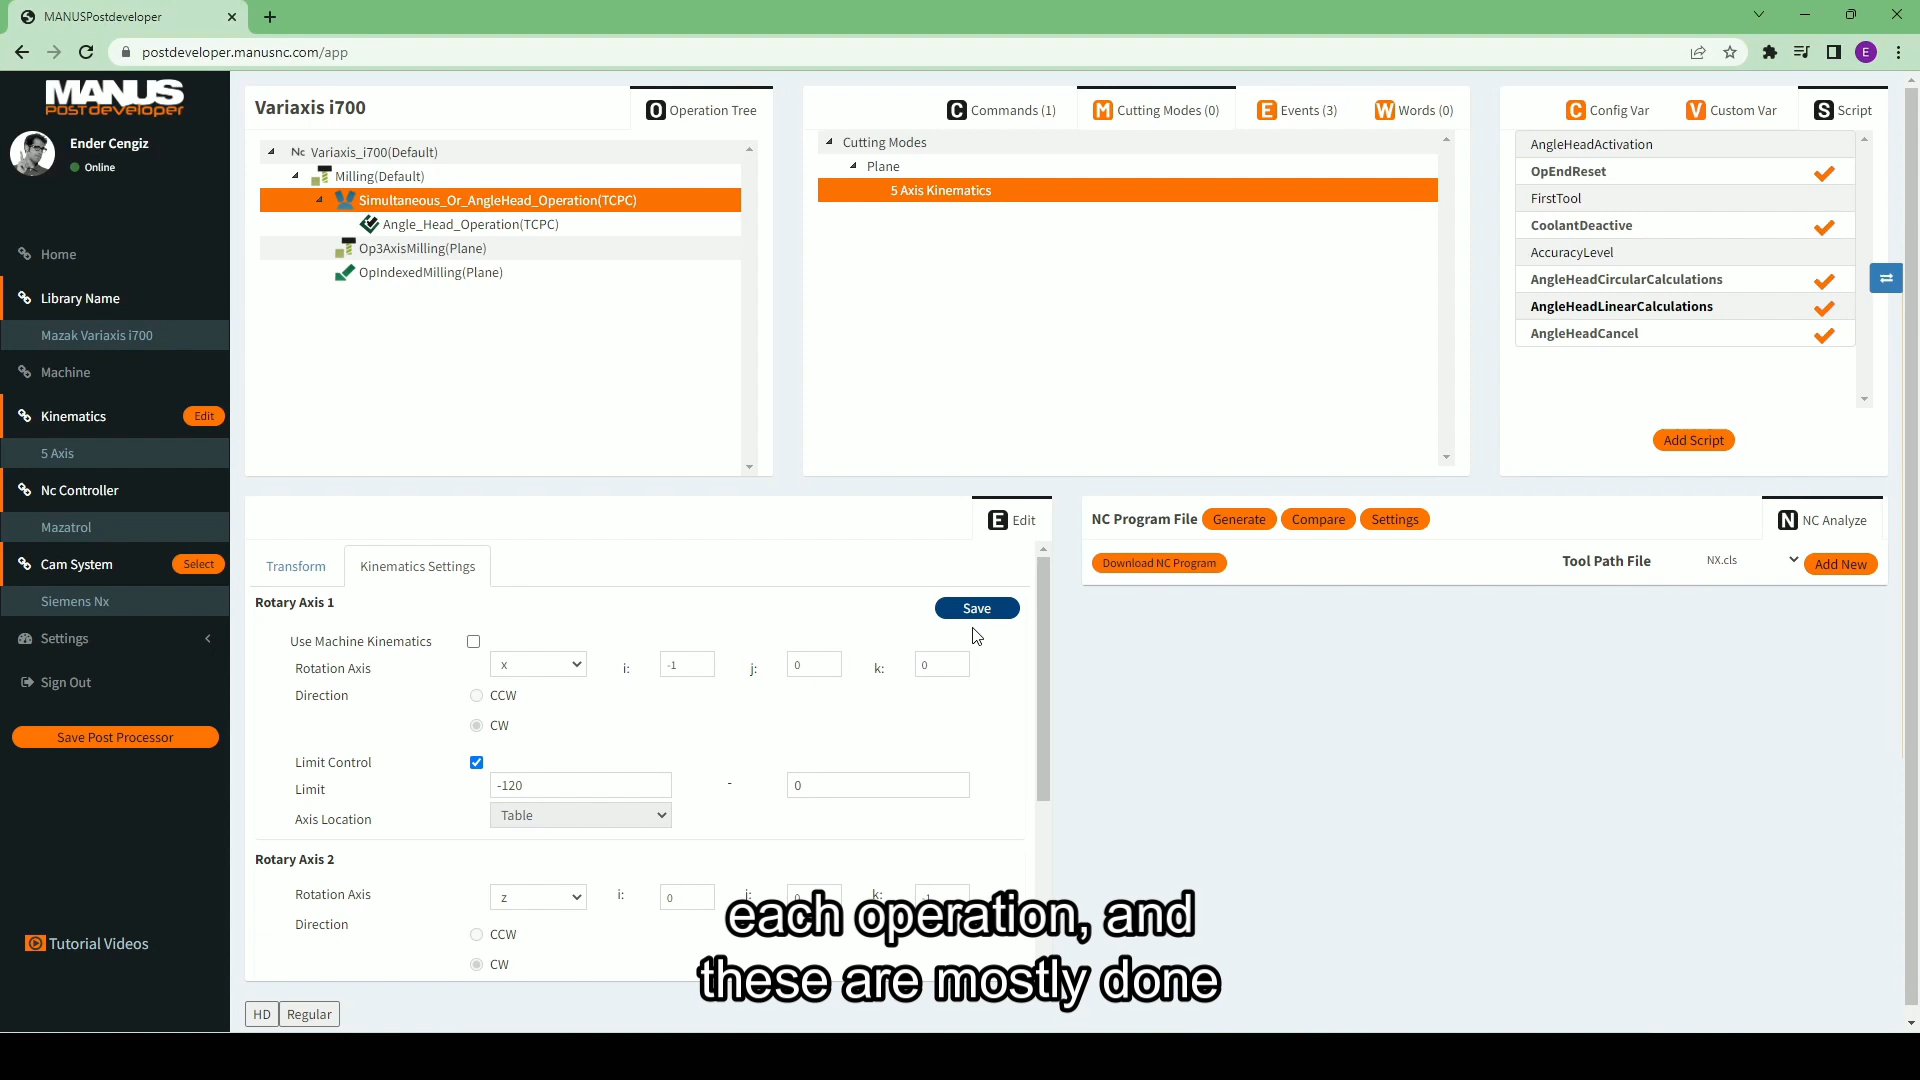 MANUSPostdeveloper
postdeveloper.manusnc.com/app
E
MANUS
POSTdeveloper
Ender Cengiz
Online
Home
Library Name
Mazak Variaxis i700
Machine
Kinematics
Edit
5 Axis
Nc Controller
Mazatrol
Cam System
Select
Siemens Nx
Settings
Sign Out
Save Post Processor
Tutorial Videos
Variaxis i700
O Operation Tree
Nc Variaxis_i700(Default)
Milling(Default)
Simultaneous_Or_AngleHead_Operation(TCPC)
Angle_Head_Operation(TCPC)
Op3AxisMilling(Plane)
OpIndexedMilling(Plane)
C Commands (1)
M Cutting Modes (0)
E Events (3)
W Words (0)
Cutting Modes
Plane
5 Axis Kinematics
C Config Var
V Custom Var
S Script
AngleHeadActivation
OpEndReset
FirstTool
CoolantDeactive
AccuracyLevel
AngleHeadCircularCalculations
AngleHeadLinearCalculations
AngleHeadCancel
Add Script
E Edit
Transform
Kinematics Settings
Rotary Axis 1
Save
Use Machine Kinematics
Rotation Axis
x
i:
-1
j:
0
k:
0
Direction
CCW
CW
Limit Control
Limit
-120
-
0
Axis Location
Table
Rotary Axis 2
Rotation Axis
z
i:
0
j:
0
k:
-1
Direction
CCW
CW
HD
Regular
NC Program File
Generate
Compare
Settings
N NC Analyze
Download NC Program
Tool Path File
NX.cls
Add New
each operation, and
these are mostly done